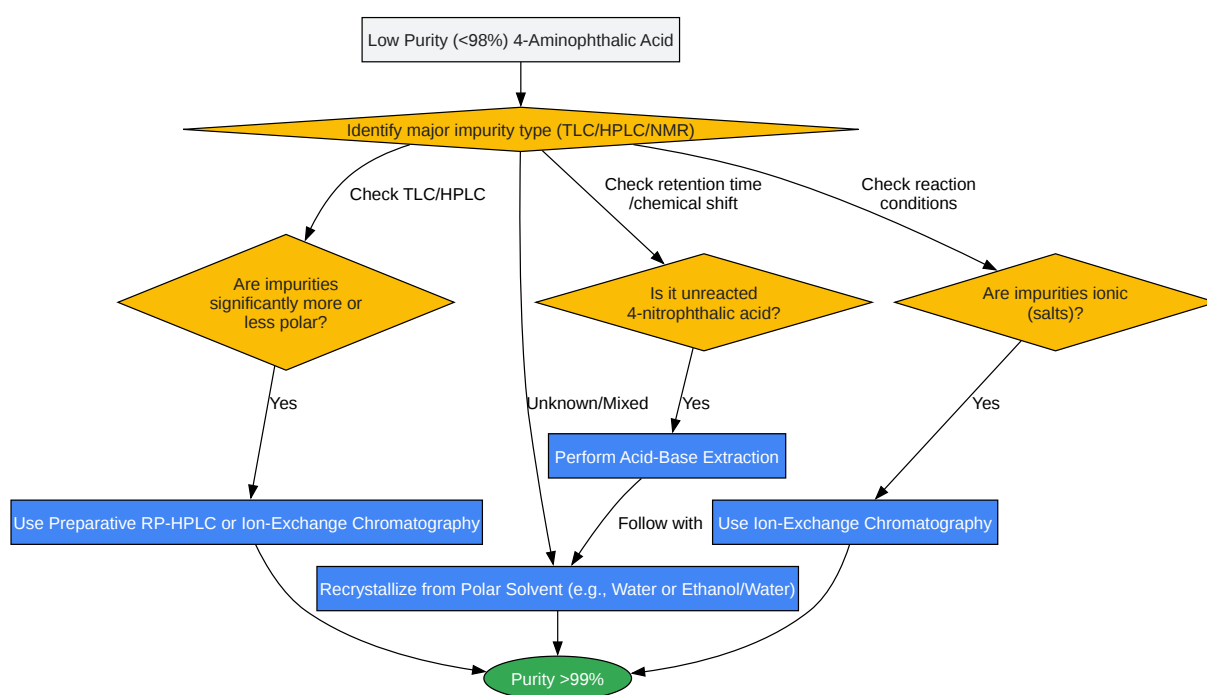 Low Purity (<98%) 4-Aminophthalic Acid
Identify major impurity type (TLC/HPLC/NMR)
Check TLC/HPLC
Check retention time
/chemical shift
Check reaction
conditions
Are impurities
significantly more or
less polar?
Is it unreacted
4-nitrophthalic acid?
Are impurities ionic
(salts)?
Yes
Unknown/Mixed
Yes
Yes
Perform Acid-Base Extraction
Use Preparative RP-HPLC or Ion-Exchange Chromatography
Follow with
Use Ion-Exchange Chromatography
Recrystallize from Polar Solvent (e.g., Water or Ethanol/Water)
Purity >99%